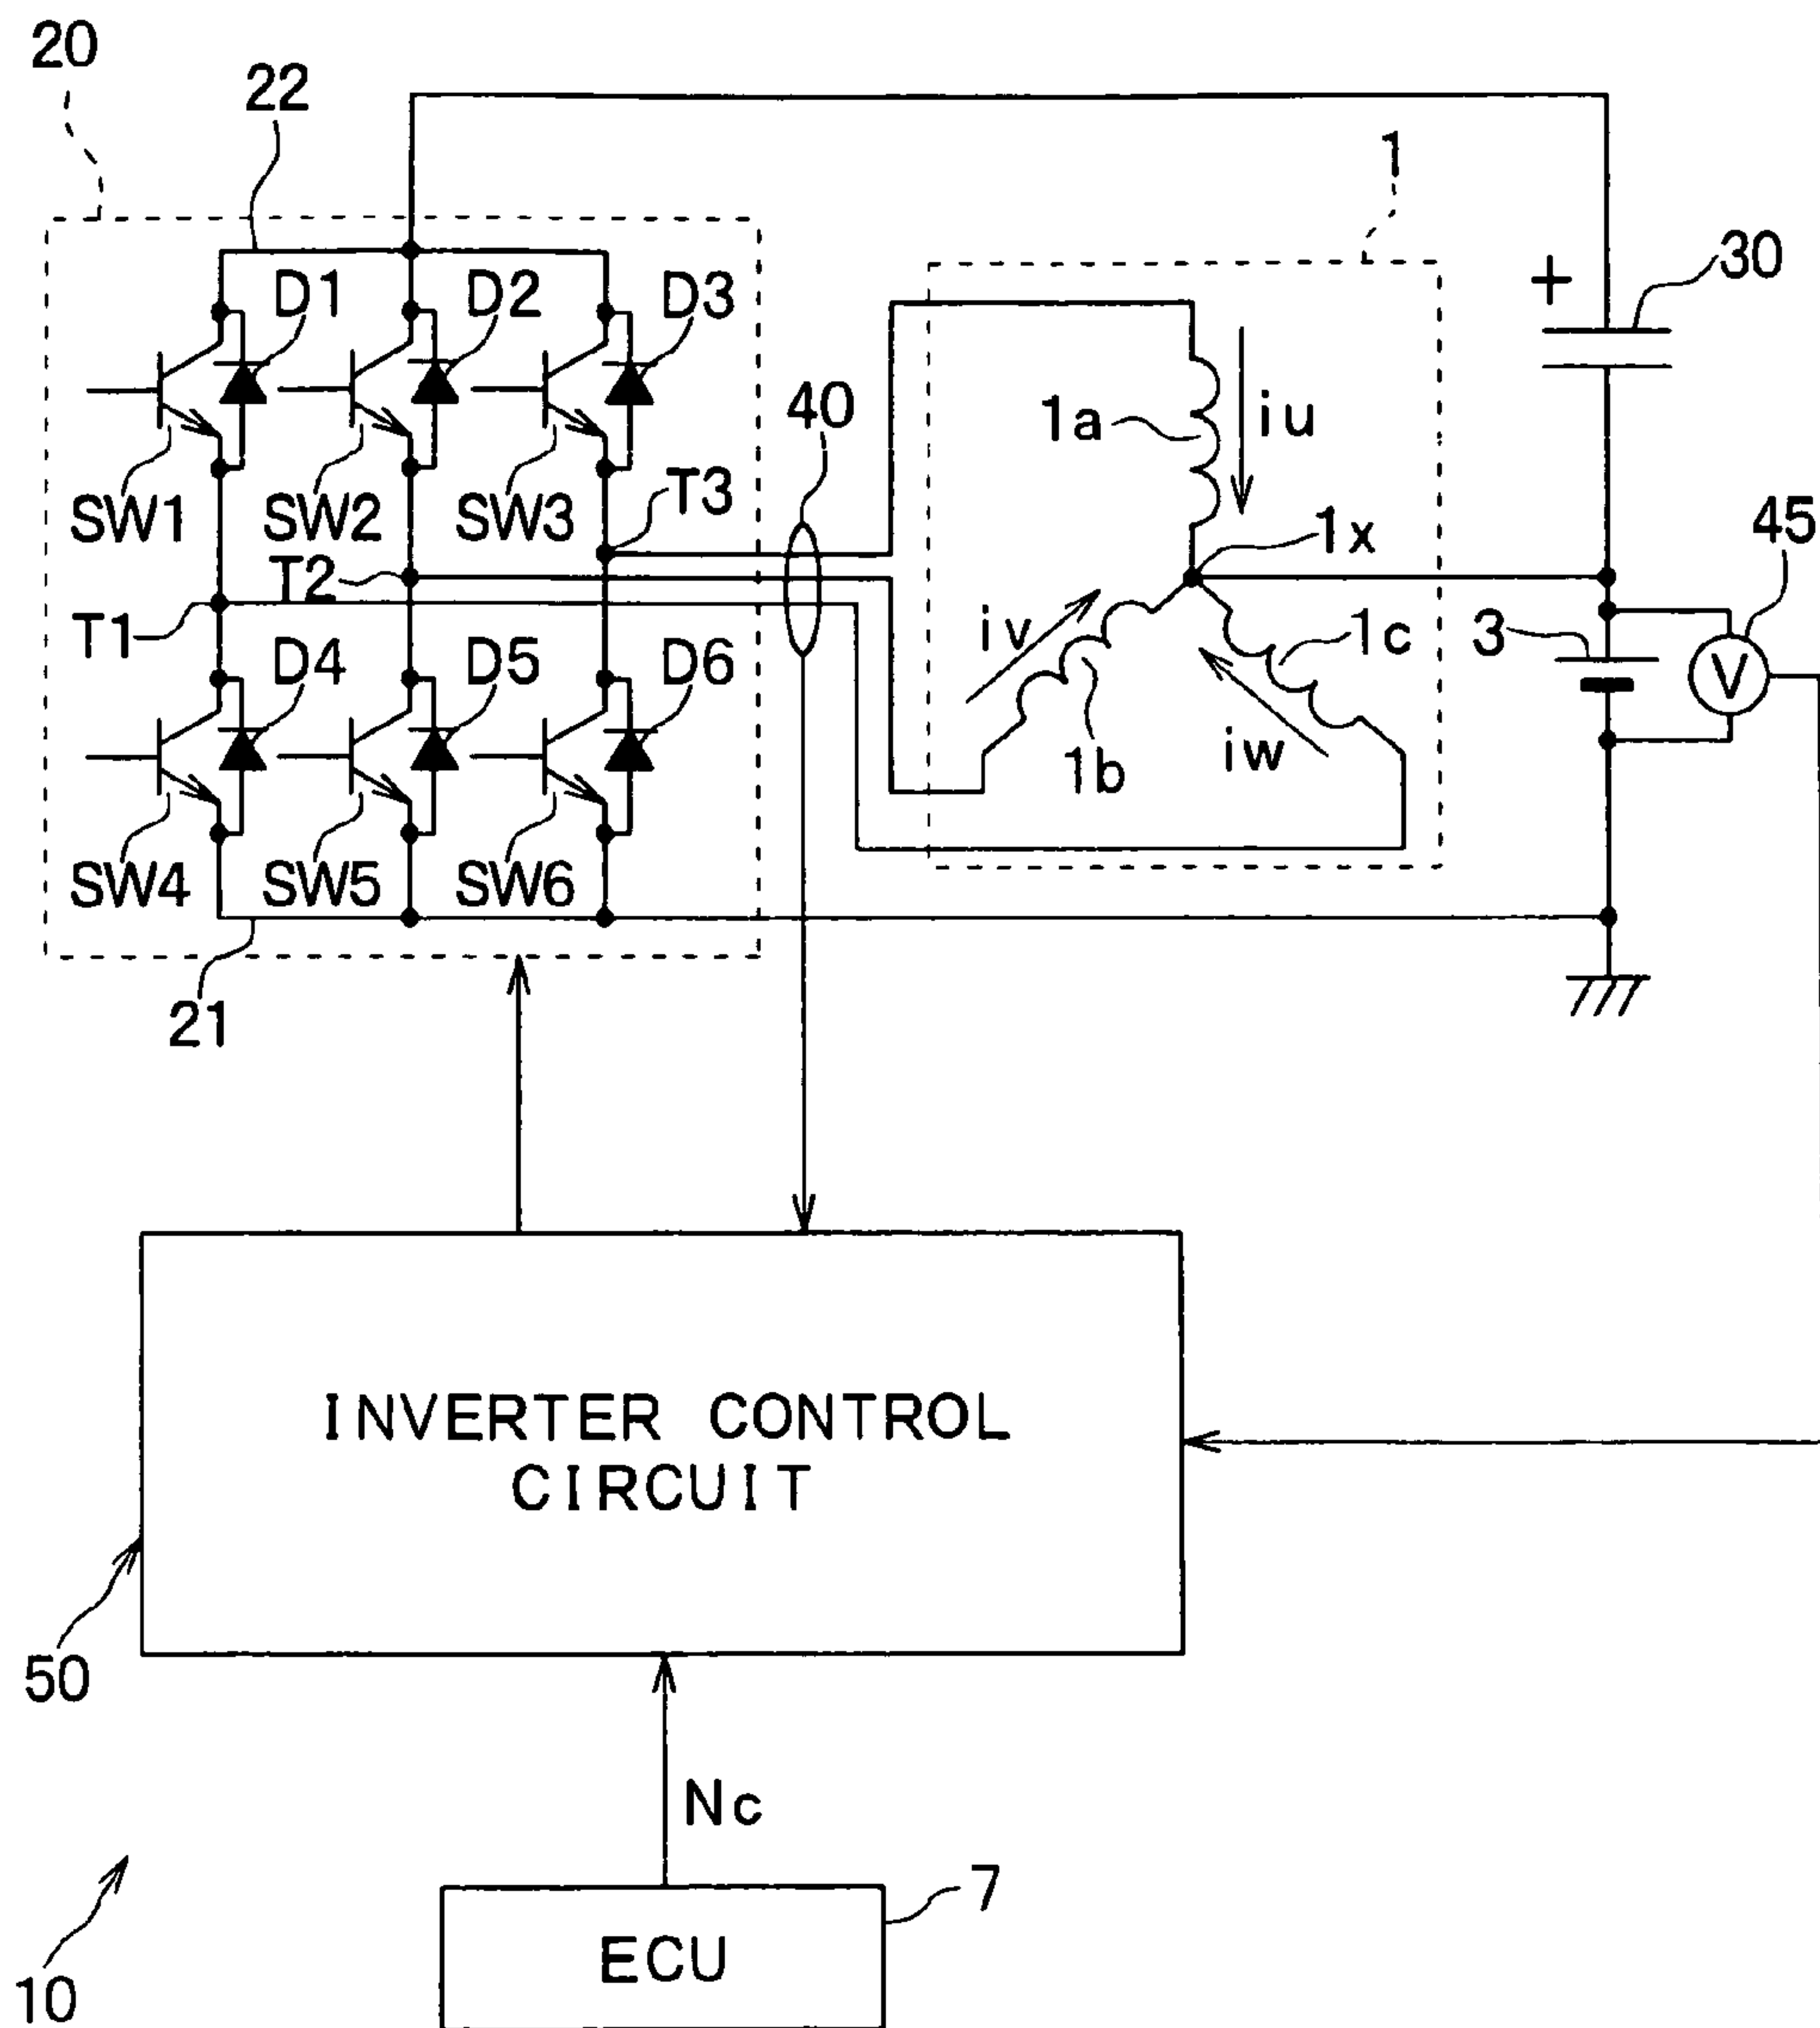 20
22
1
D1
D2
D3
+
30
40
1a
iu
SW1
SW2
SW3
T3
1x
45
T2
T1
iv
1c
3
V
D4
D5
D6
1b
iw
SW4
SW5
SW6
21
INVERTER CONTROL
CIRCUIT
50
Nc
7
ECU
10